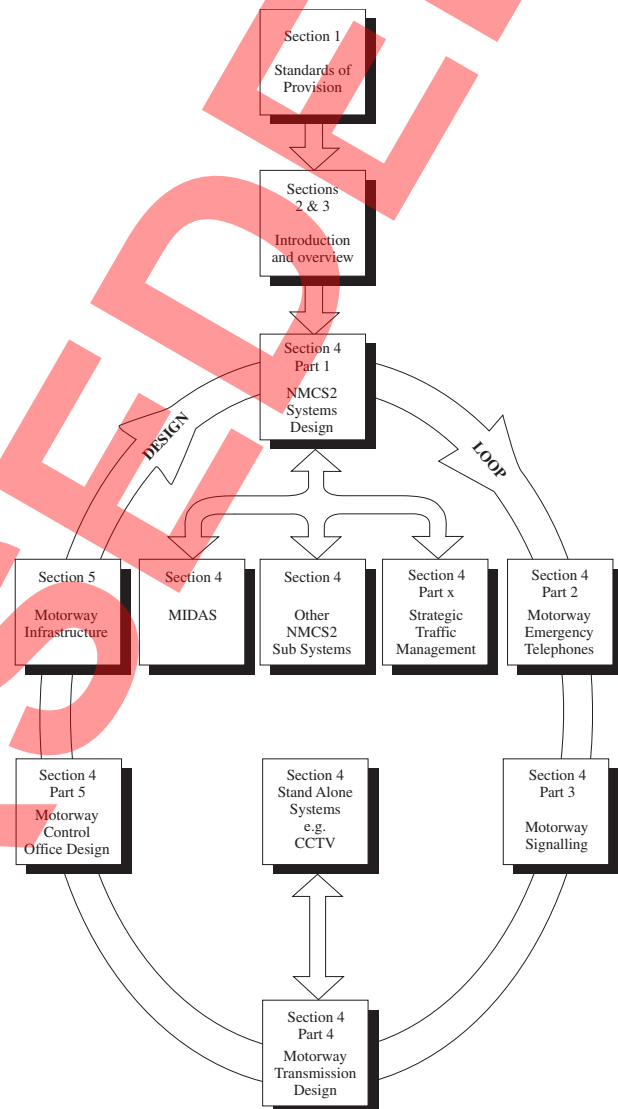 Section 1
Standards of
Provision
Sections
2 & 3
Introduction
and overview
Section 4
Part 1
NMCS2
Systems
Design
DESIGN
LOOP
Section 5
Motorway
Infrastructure
Section 4
MIDAS
Section 4
Other
NMCS2
Sub Systems
Section 4
Part x
Strategic
Traffic
Management
Section 4
Part 2
Motorway
Emergency
Telephones
Section 4
Part 5
Motorway
Control
Office Design
Section 4
Stand Alone
Systems
e.g.
CCTV
Section 4
Part 3
Motorway
Signalling
Section 4
Part 4
Motorway
Transmission
Design